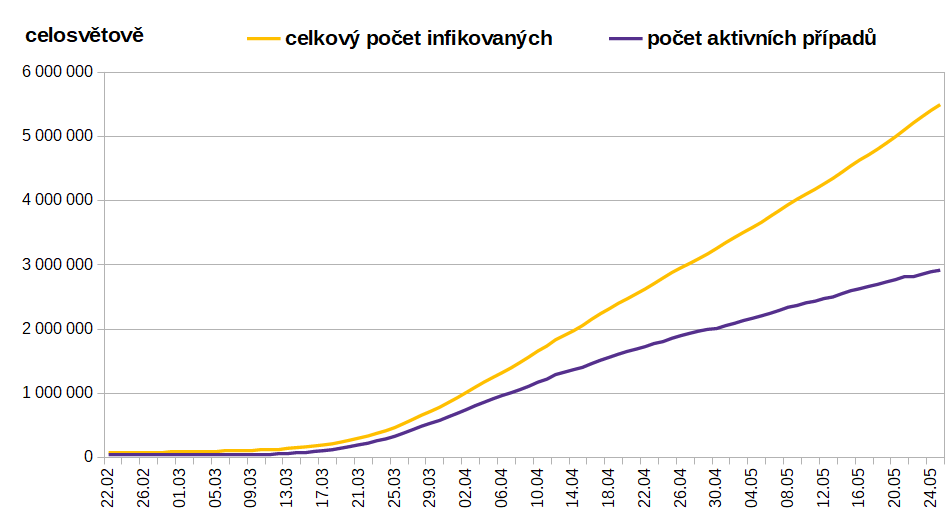 celosvětově
celkový počet infikovaných
počet aktivních případů
6 000 000
5 000 000
4 000 000
3 000 000
2 000 000
1 000 000
0
22.02
26.02
01.03
05.03
09.03
13.03
17.03
21.03
25.03
29.03
02.04
06.04
10.04
14.04
18.04
22.04
26.04
30.04
04.05
08.05
12.05
16.05
20.05
24.05